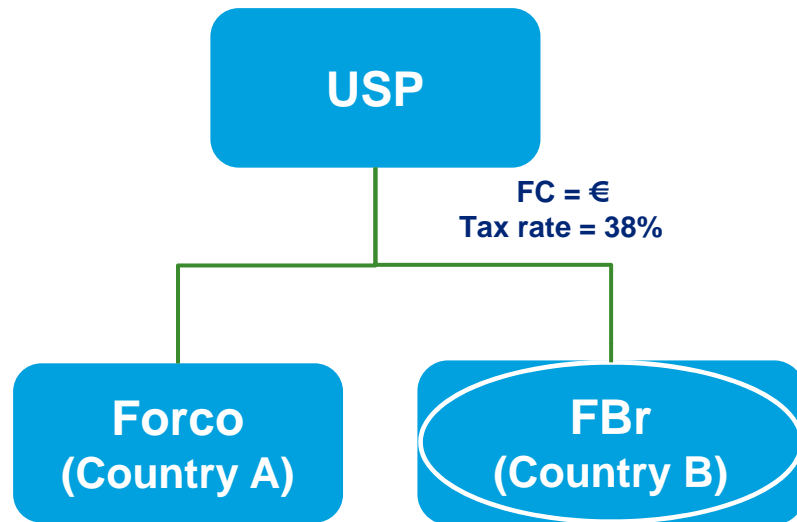 USP
FC = €
Tax rate = 38%
Forco
(Country A)
FBr
(Country B)